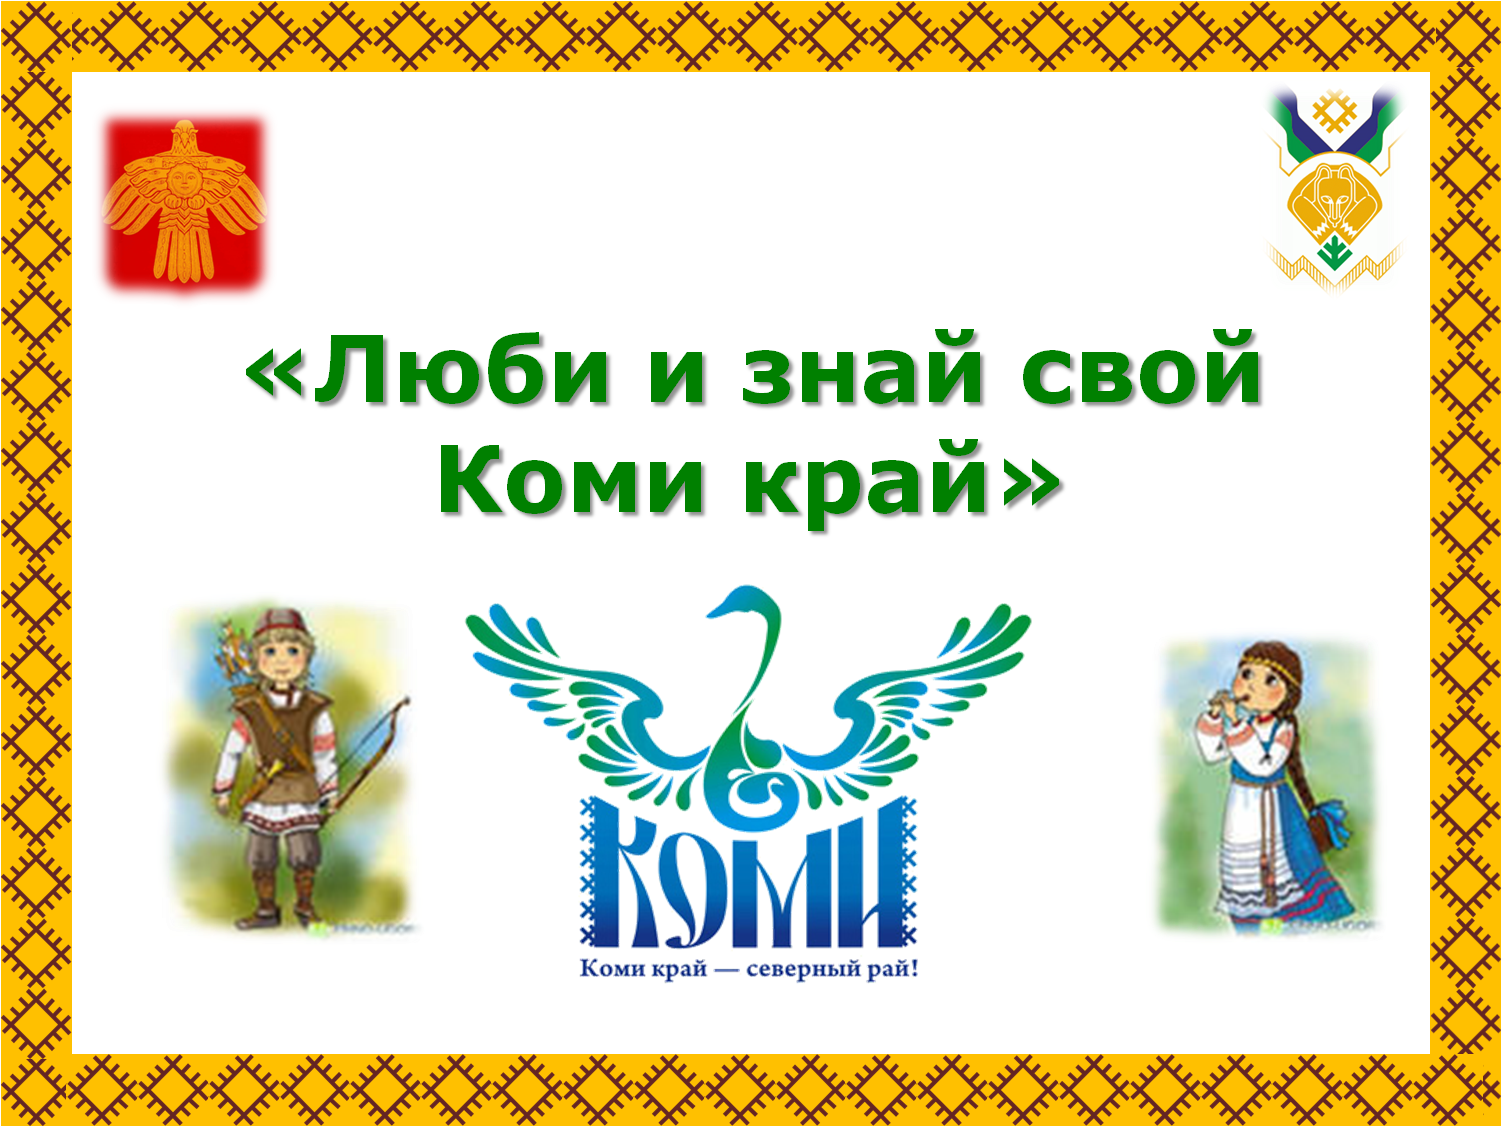 «Люби и знай свой
Коми край»
КОМИ
Коми край — северный рай!